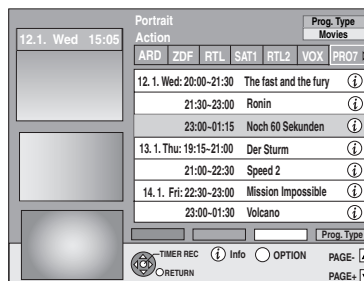 Portrait
Action
Prog. Type
Movies
12.1. Wed 15:05
ARD ZDF RTL SAT1 RTL2 VOX PRO7
12. 1. Wed: 20:00~21:30 The fast and the fury i
21:30~23:00 Ronin i
23:00~01:15 Noch 60 Sekunden i
13. 1. Thu: 19:15~21:00 Der Sturm i
21:00~22:30 Speed 2 i
14. 1. Fri: 22:30~23:00 Mission Impossible i
23:00~01:30 Volcano i
Prog. Type
TIMER REC i Info OPTION PAGE-
RETURN PAGE+